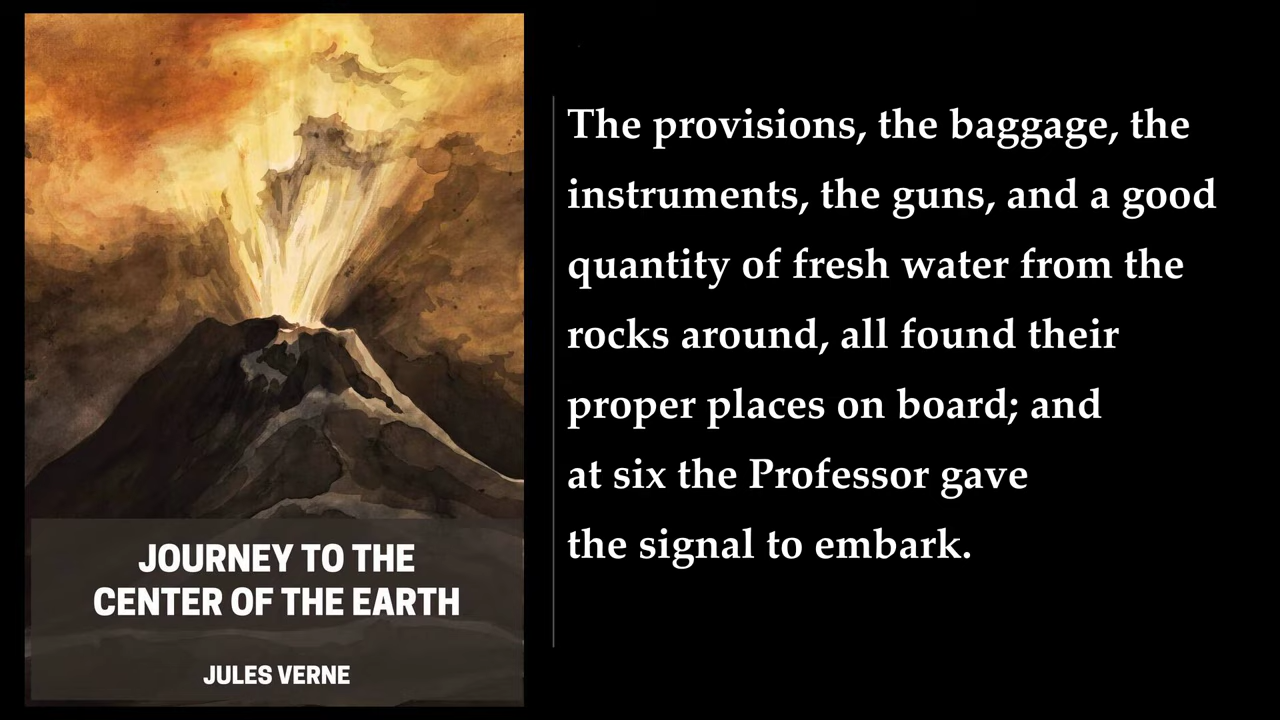 JOURNEY TO THE
CENTER OF THE EARTH
JULES VERNE
The provisions, the baggage, the
instruments, the guns, and a good
quantity of fresh water from the
rocks around, all found their
proper places on board; and
at six the Professor gave
the signal to embark.